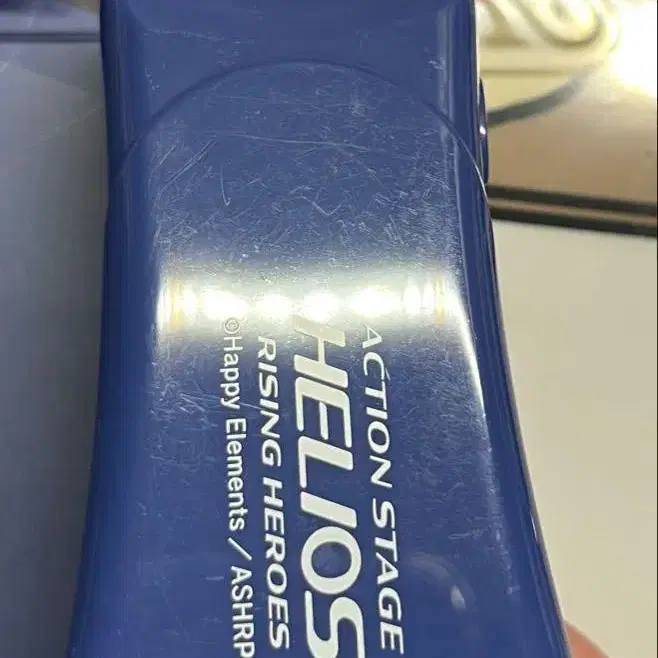 ACTION STAGE
HELIOS
RISING HEROES
©Happy Elements / ASHRP